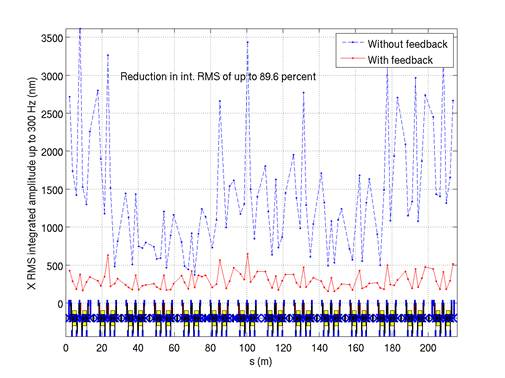 3500
3000
2500
2000
1500
1000
500
0
X RMS integrated amplitude up to 300 Hz (nm)
Without feedback
With feedback
Reduction in int. RMS of up to 89.6 percent
0 20 40 60 80 100 120 140 160 180 200
s (m)